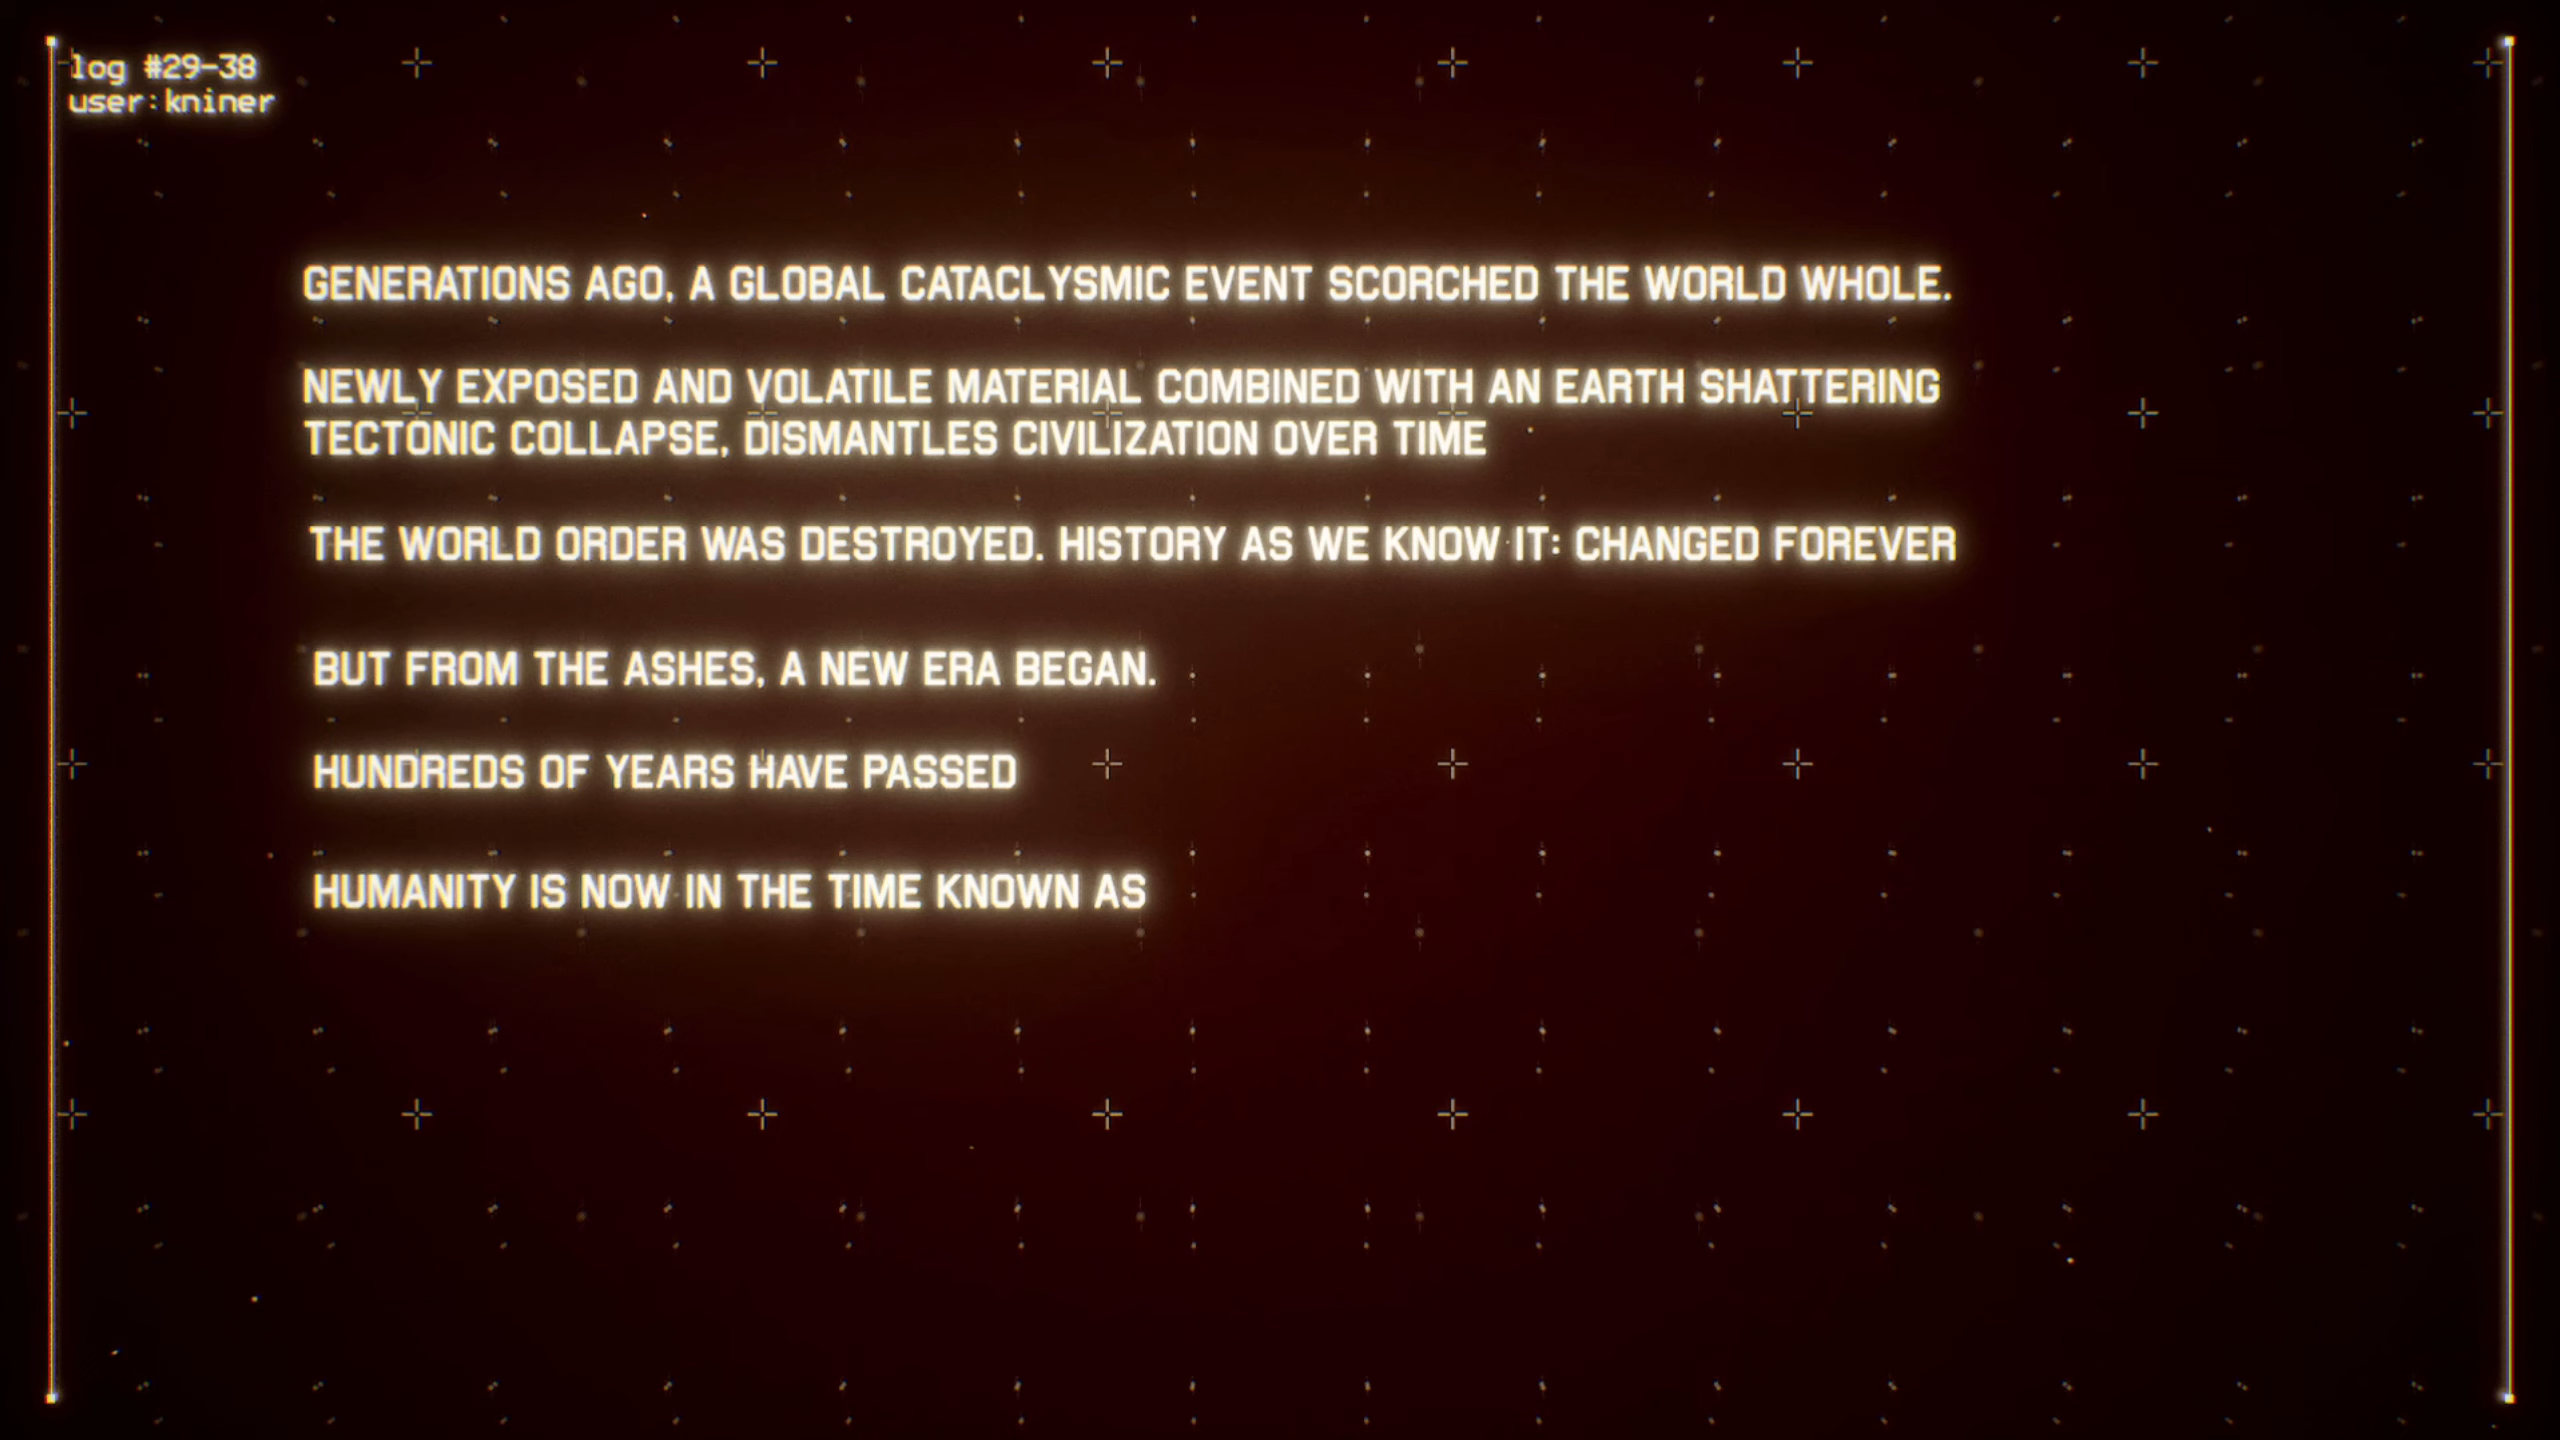 log #29-38
user:kniner
GENERATIONS AGO, A GLOBAL CATACLYSMIC EVENT SCORCHED THE WORLD WHOLE.
NEWLY EXPOSED AND VOLATILE MATERIAL COMBINED WITH AN EARTH SHATTERING
TECTONIC COLLAPSE, DISMANTLES CIVILIZATION OVER TIME
THE WORLD ORDER WAS DESTROYED. HISTORY AS WE KNOW IT: CHANGED FOREVER
BUT FROM THE ASHES, A NEW ERA BEGAN.
HUNDREDS OF YEARS HAVE PASSED
HUMANITY IS NOW IN THE TIME KNOWN AS